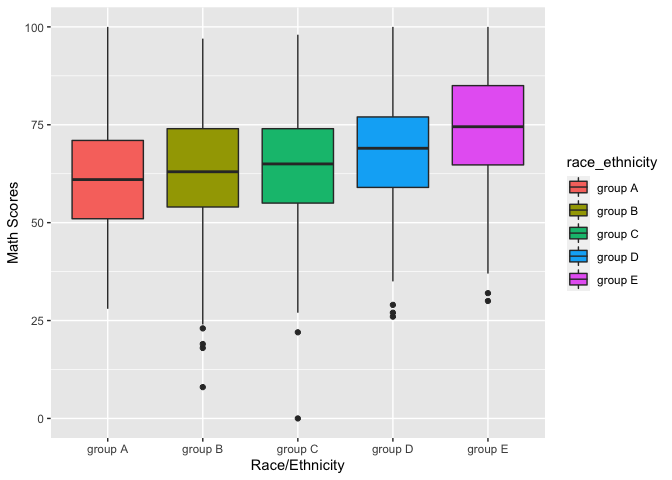 100
75
50
25
0
Math Scores
group A
group B
group C
group D
group E
Race/Ethnicity
race_ethnicity
group A
group B
group C
group D
group E